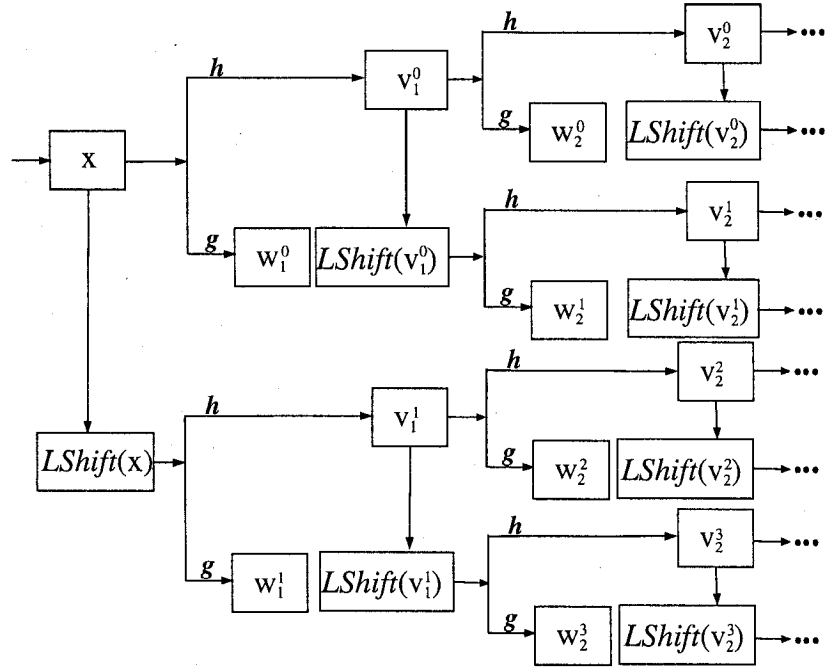 h v₂⁰ •••
h v₁⁰
g w₂⁰ LShift(v₂⁰) •••
x
h v₂¹ •••
g w₁⁰ LShift(v₁⁰)
g w₂¹ LShift(v₂¹) •••
h v₂² •••
h v₁¹
LShift(x) g w₂² LShift(v₂²) •••
h v₂³ •••
g w₁¹ LShift(v₁¹)
g w₂³ LShift(v₂³) •••